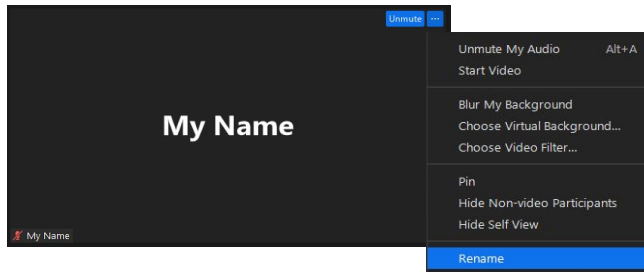 Unmute ...
Unmute My Audio Alt+A
Start Video
Blur My Background
Choose Virtual Background...
Choose Video Filter...
My Name
Pin
Hide Non-video Participants
Hide Self View
My Name
Rename